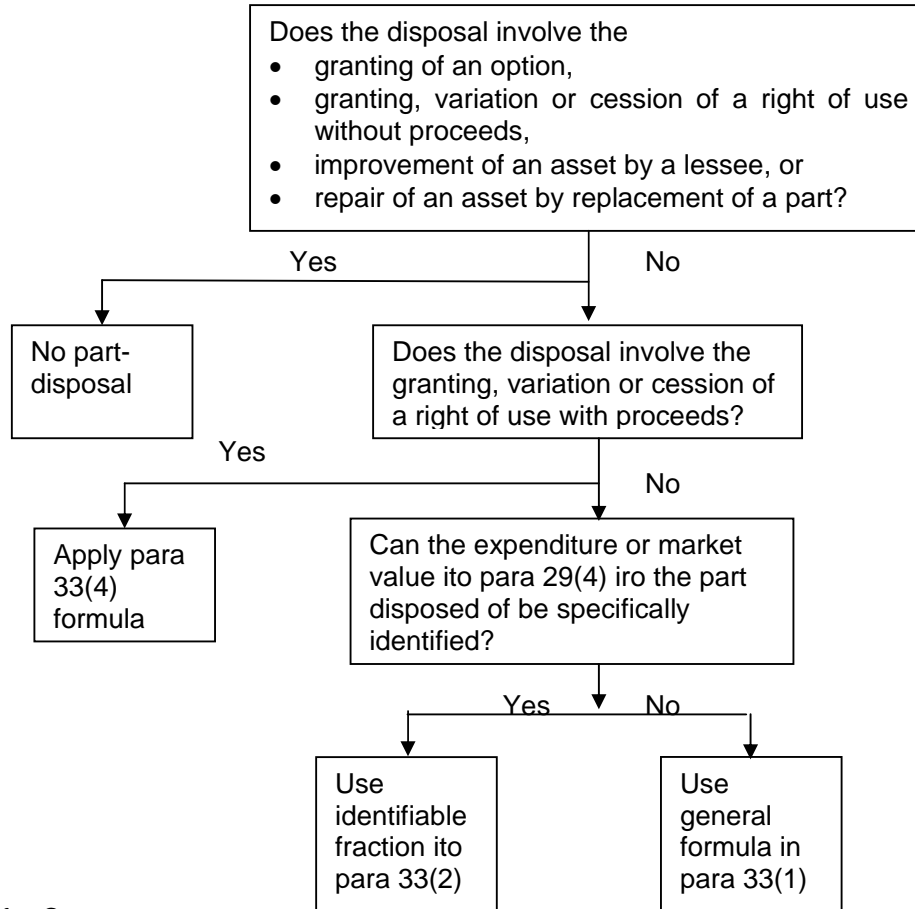 Does the disposal involve the
• granting of an option,
• granting, variation or cession of a right of use
without proceeds,
• improvement of an asset by a lessee, or
• repair of an asset by replacement of a part?
Yes No
No part-
disposal
Does the disposal involve the
granting, variation or cession of
a right of use with proceeds?
Yes
No
Apply para
33(4)
formula
Can the expenditure or market
value ito para 29(4) iro the part
disposed of be specifically
identified?
Yes No
Use
identifiable
fraction ito
para 33(2)
Use
general
formula in
para 33(1)